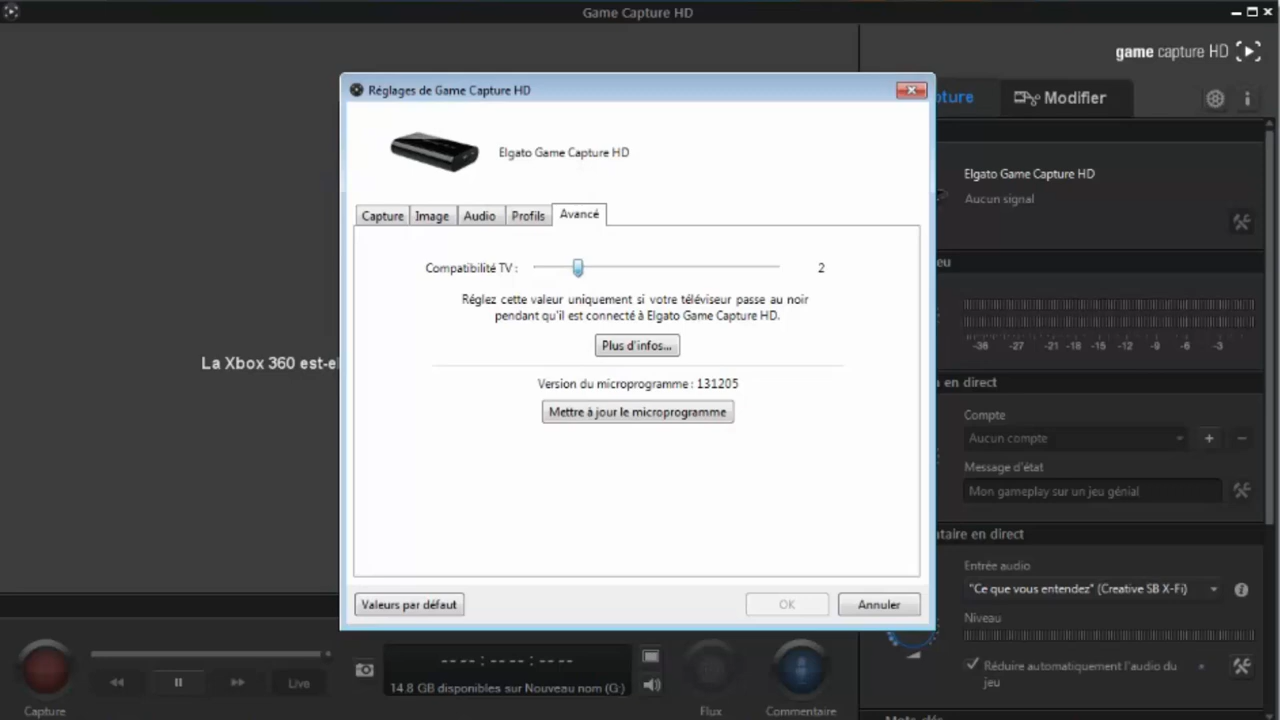 Game Capture HD
game capture HD
Réglages de Game Capture HD
Modifier
Elgato Game Capture HD
Elgato Game Capture HD
Aucun signal
Capture
Image
Audio
Profils
Avancé
Compatibilité TV :
2
Réglez cette valeur uniquement si votre téléviseur passe au noir
pendant qu'il est connecté à Elgato Game Capture HD.
Plus d'infos...
Version du microprogramme : 131205
Mettre à jour le microprogramme
Valeurs par défaut
OK
Annuler
La Xbox 360
-36 -27 -21 -18 -15 -12 -9 -6 -3
en direct
Compte
Aucun compte
+
−
Message d'état
Mon gameplay sur un jeu génial
en direct
Entrée audio
"Ce que vous entendez" (Creative SB X-Fi)
Niveau
Réduire automatiquement l'audio du
jeu
Live
-- -- : -- -- : -- --
14.8 GB disponibles sur Nouveau nom (G:)
Capture
Flux
Commentaire